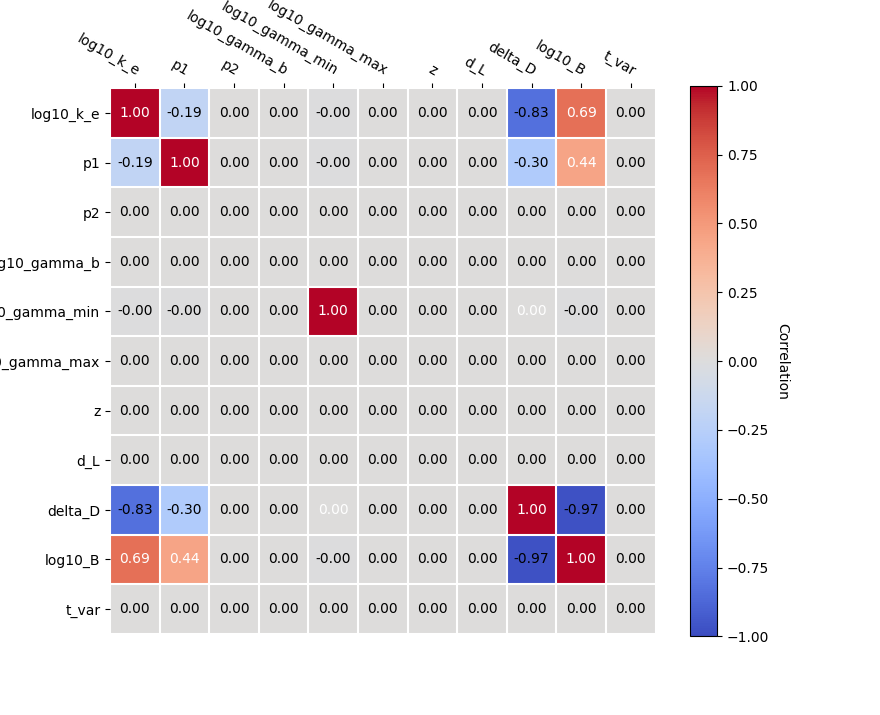 log10_k_e p1 p2 log10_gamma_b log10_gamma_min log10_gamma_max z d_L delta_D log10_B t_var
log10_k_e 1.00 -0.19 0.00 0.00 -0.00 0.00 0.00 0.00 -0.83 0.69 0.00
p1 -0.19 1.00 0.00 0.00 -0.00 0.00 0.00 0.00 -0.30 0.44 0.00
p2 0.00 0.00 0.00 0.00 0.00 0.00 0.00 0.00 0.00 0.00 0.00
g10_gamma_b 0.00 0.00 0.00 0.00 0.00 0.00 0.00 0.00 0.00 0.00 0.00
0_gamma_min -0.00 -0.00 0.00 0.00 1.00 0.00 0.00 0.00 0.00 -0.00 0.00
0_gamma_max 0.00 0.00 0.00 0.00 0.00 0.00 0.00 0.00 0.00 0.00 0.00
z 0.00 0.00 0.00 0.00 0.00 0.00 0.00 0.00 0.00 0.00 0.00
d_L 0.00 0.00 0.00 0.00 0.00 0.00 0.00 0.00 0.00 0.00 0.00
delta_D -0.83 -0.30 0.00 0.00 0.00 0.00 0.00 0.00 1.00 -0.97 0.00
log10_B 0.69 0.44 0.00 0.00 -0.00 0.00 0.00 0.00 -0.97 1.00 0.00
t_var 0.00 0.00 0.00 0.00 0.00 0.00 0.00 0.00 0.00 0.00 0.00
1.00
0.75
0.50
0.25
0.00
−0.25
−0.50
−0.75
−1.00
Correlation